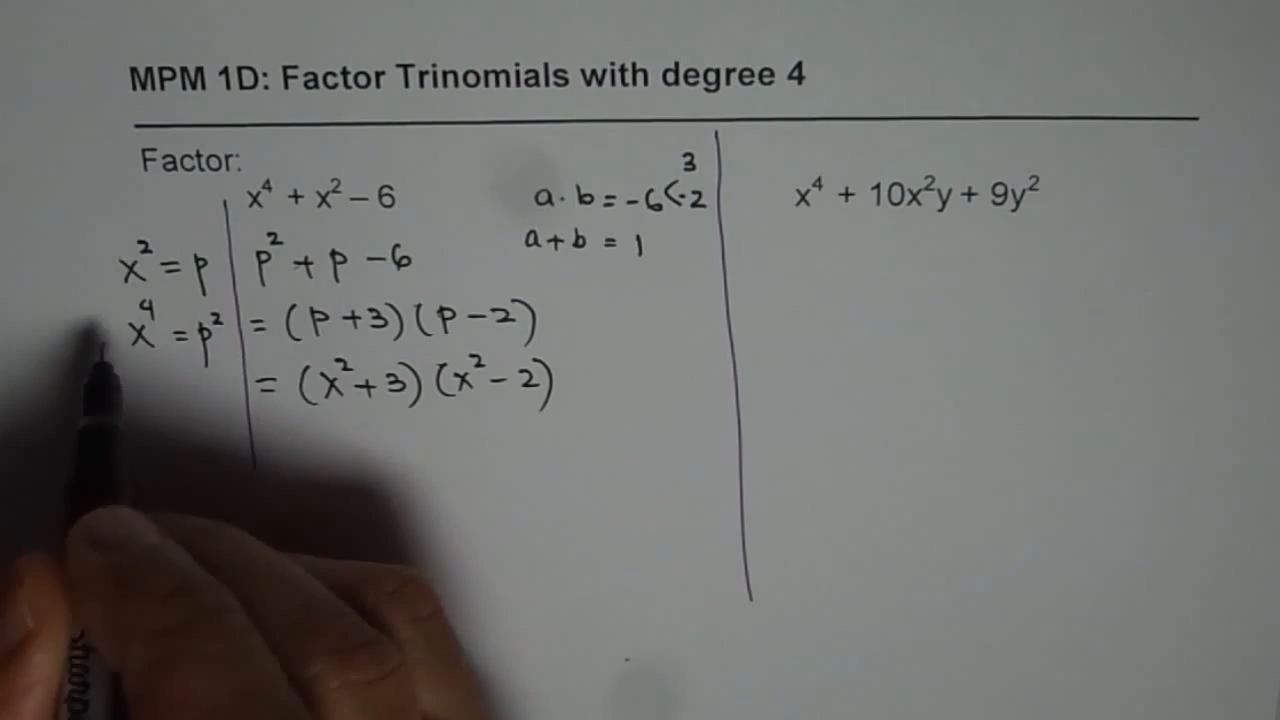 MPM 1D: Factor Trinomials with degree 4
Factor:
x⁴ + x² – 6
x² = p
x⁴ = p²
p² + p – 6
= (p + 3) (p – 2)
= (x² + 3) (x² – 2)
a · b = –6 < 3 –2
a + b = 1
x⁴ + 10x²y + 9y²